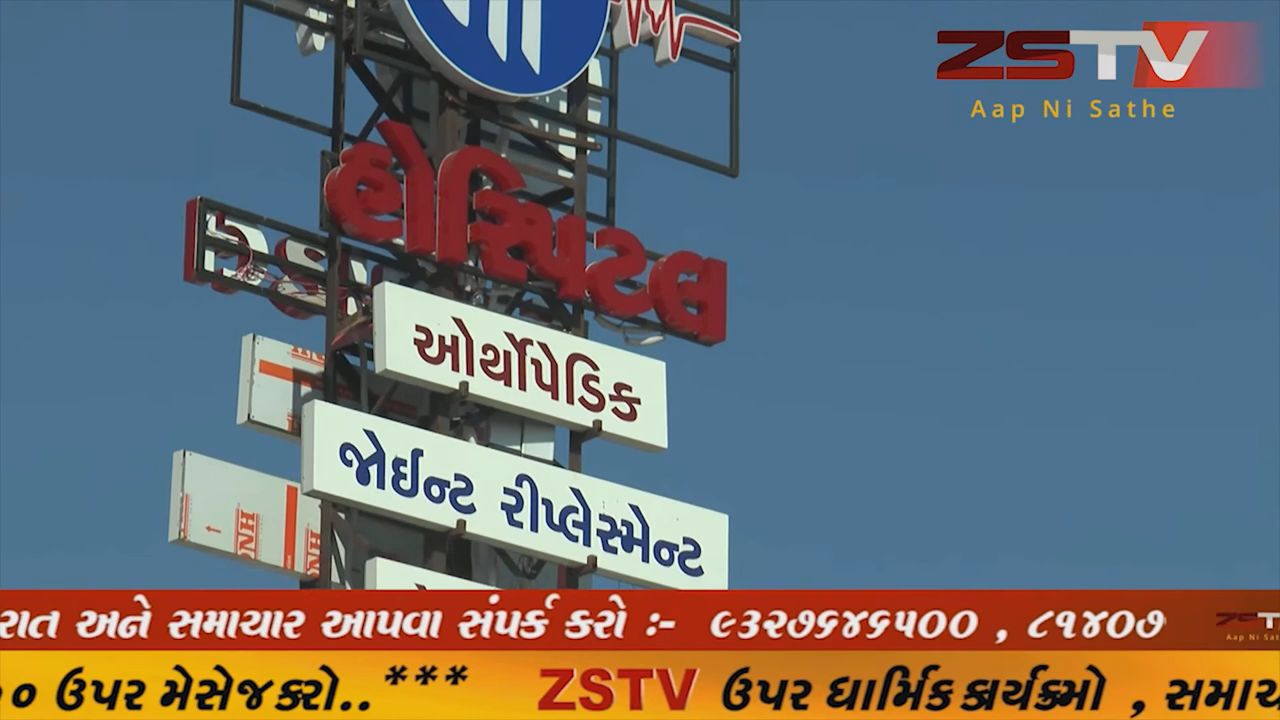 ZSTV
Aap Ni Sathe
હોસ્પિટલ
ઓર્થોપેડિક
જોઈન્ટ રીપ્લેસ્મેન્ટ
રાત અને સમાચાર આપવા સંપર્ક કરો :- ૯૩૨૭૬૪૬૫૦૦ , ૮૧૪૦૭
૦ ઉપર મેસેજ કરો.. *** ZSTV ઉપર ધાર્મિક કાર્યક્રમો , સમાચ